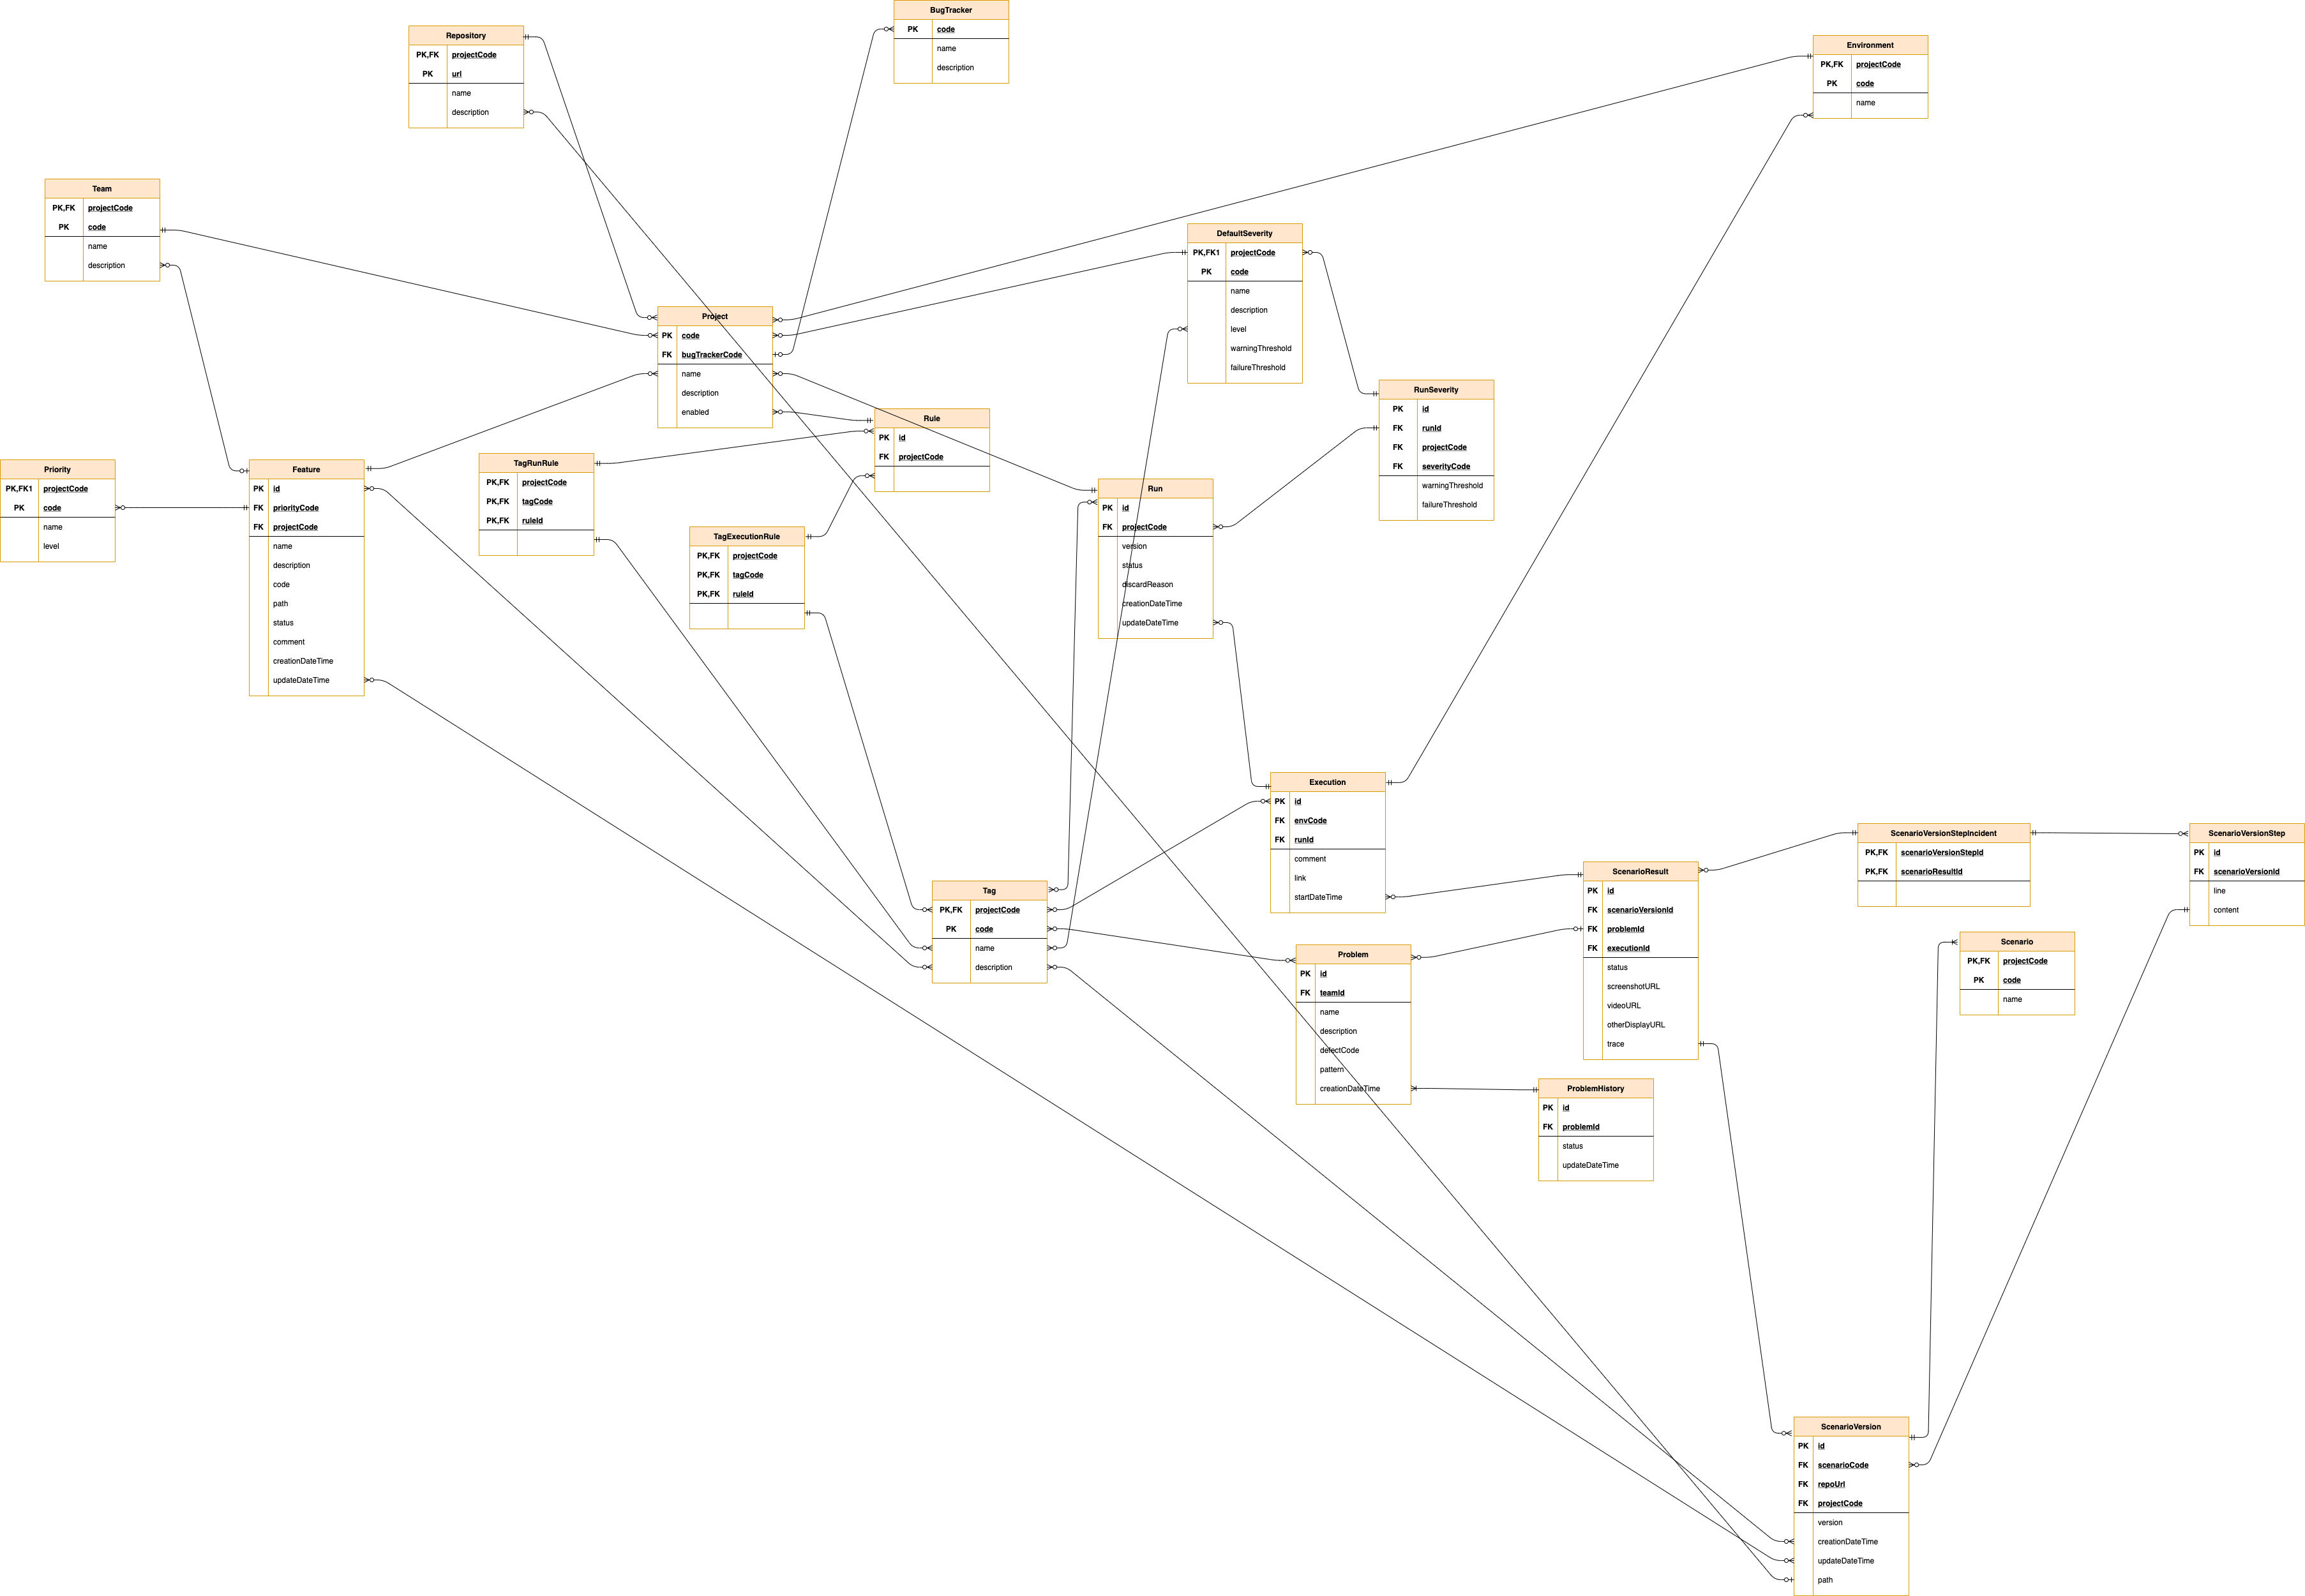 BugTracker
PK code
name
description
Repository
PK,FK projectCode
PK url
name
description
Environment
PK,FK projectCode
PK code
name
Team
PK,FK projectCode
PK code
name
description
DefaultSeverity
PK,FK1 projectCode
PK code
name
description
level
warningThreshold
failureThreshold
Project
PK code
FK bugTrackerCode
name
description
enabled
RunSeverity
PK id
FK runId
FK projectCode
FK severityCode
warningThreshold
failureThreshold
Rule
PK id
FK projectCode
TagRunRule
PK,FK projectCode
PK,FK tagCode
PK,FK ruleId
Priority
PK,FK1 projectCode
PK code
name
level
Feature
PK id
FK priorityCode
FK projectCode
name
description
code
path
status
comment
creationDateTime
updateDateTime
Run
PK id
FK projectCode
version
status
discardReason
creationDateTime
updateDateTime
TagExecutionRule
PK,FK projectCode
PK,FK tagCode
PK,FK ruleId
Execution
PK id
FK envCode
FK runId
comment
link
startDateTime
ScenarioVersionStepIncident
PK,FK scenarioVersionStepId
PK,FK scenarioResultId
ScenarioVersionStep
PK id
FK scenarioVersionId
line
content
ScenarioResult
PK id
FK scenarioVersionId
FK problemId
FK executionId
status
screenshotURL
videoURL
otherDisplayURL
trace
Tag
PK,FK projectCode
PK code
name
description
Scenario
PK,FK projectCode
PK code
name
Problem
PK id
FK teamId
name
description
defectCode
pattern
creationDateTime
ProblemHistory
PK id
FK problemId
status
updateDateTime
ScenarioVersion
PK id
FK scenarioCode
FK repoUrl
FK projectCode
version
creationDateTime
updateDateTime
path